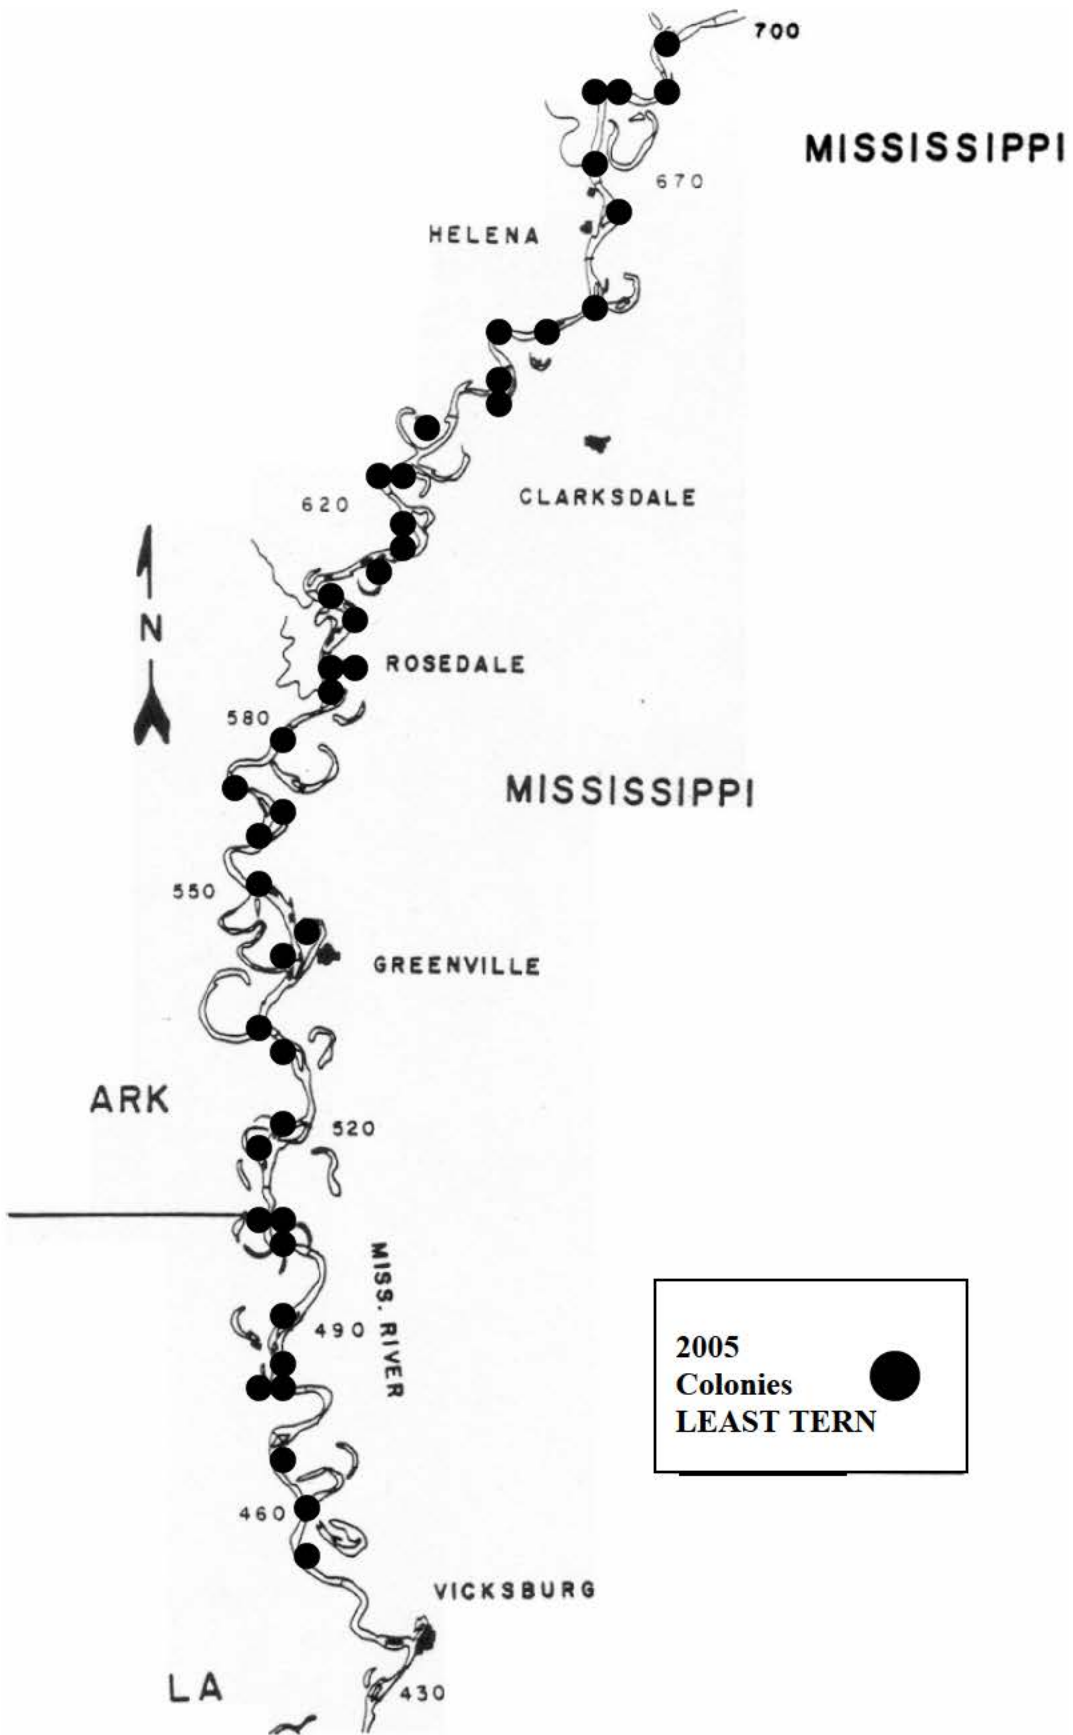 700
MISSISSIPPI
670
HELENA
CLARKSDALE
620
N
ROSEDALE
580
MISSISSIPPI
550
GREENVILLE
ARK
520
MISS. RIVER
490
2005
Colonies
LEAST TERN
460
VICKSBURG
LA
430